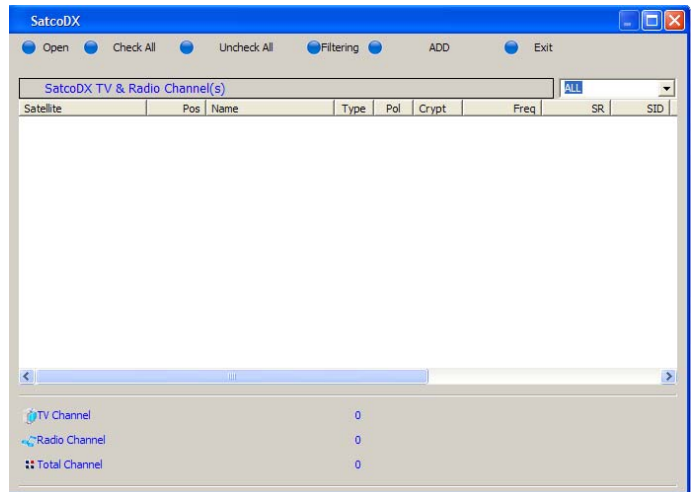 SatcoDX
Open Check All Uncheck All Filtering ADD Exit
SatcoDX TV & Radio Channel(s) ALL
Satellite Pos Name Type Pol Crypt Freq SR SID
TV Channel 0
Radio Channel 0
Total Channel 0